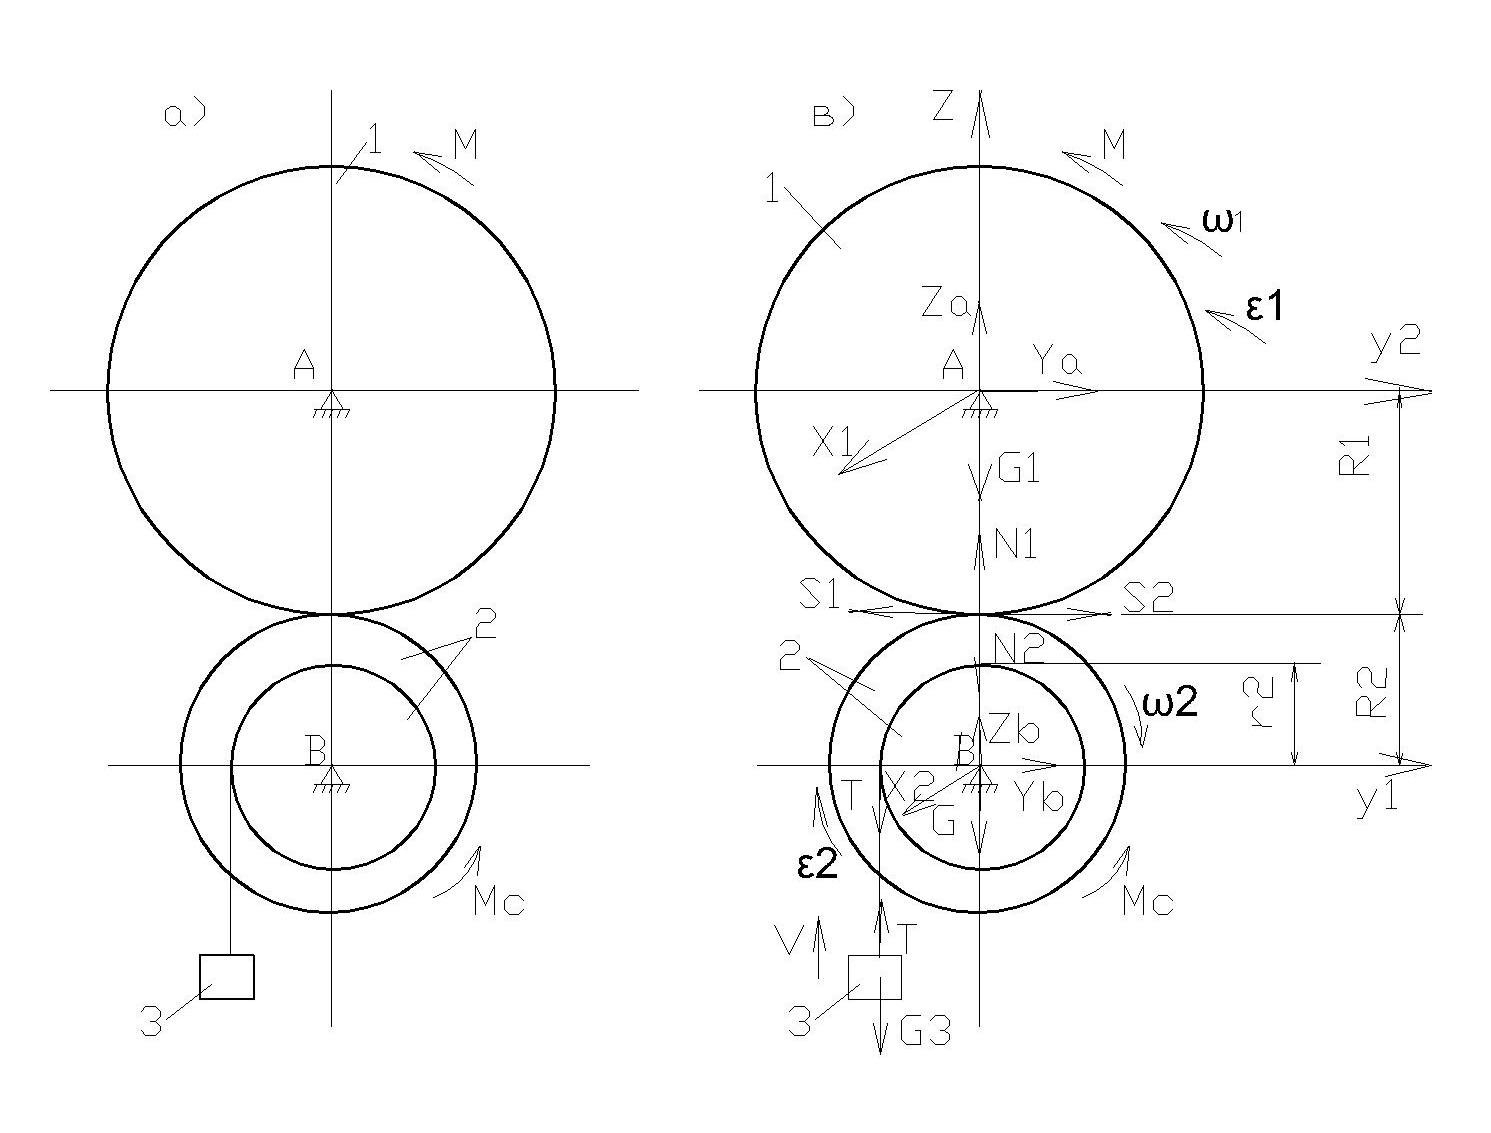 а)
1
M
A
2
B
Mc
3
в)
Z
M
1
ω1
ε1
Za
A
Ya
y2
X1
G1
R1
N1
S1
S2
2
N2
r2
R2
ω2
Zb
B
T
X2
G
Yb
y1
ε2
Mc
V
T
3
G3